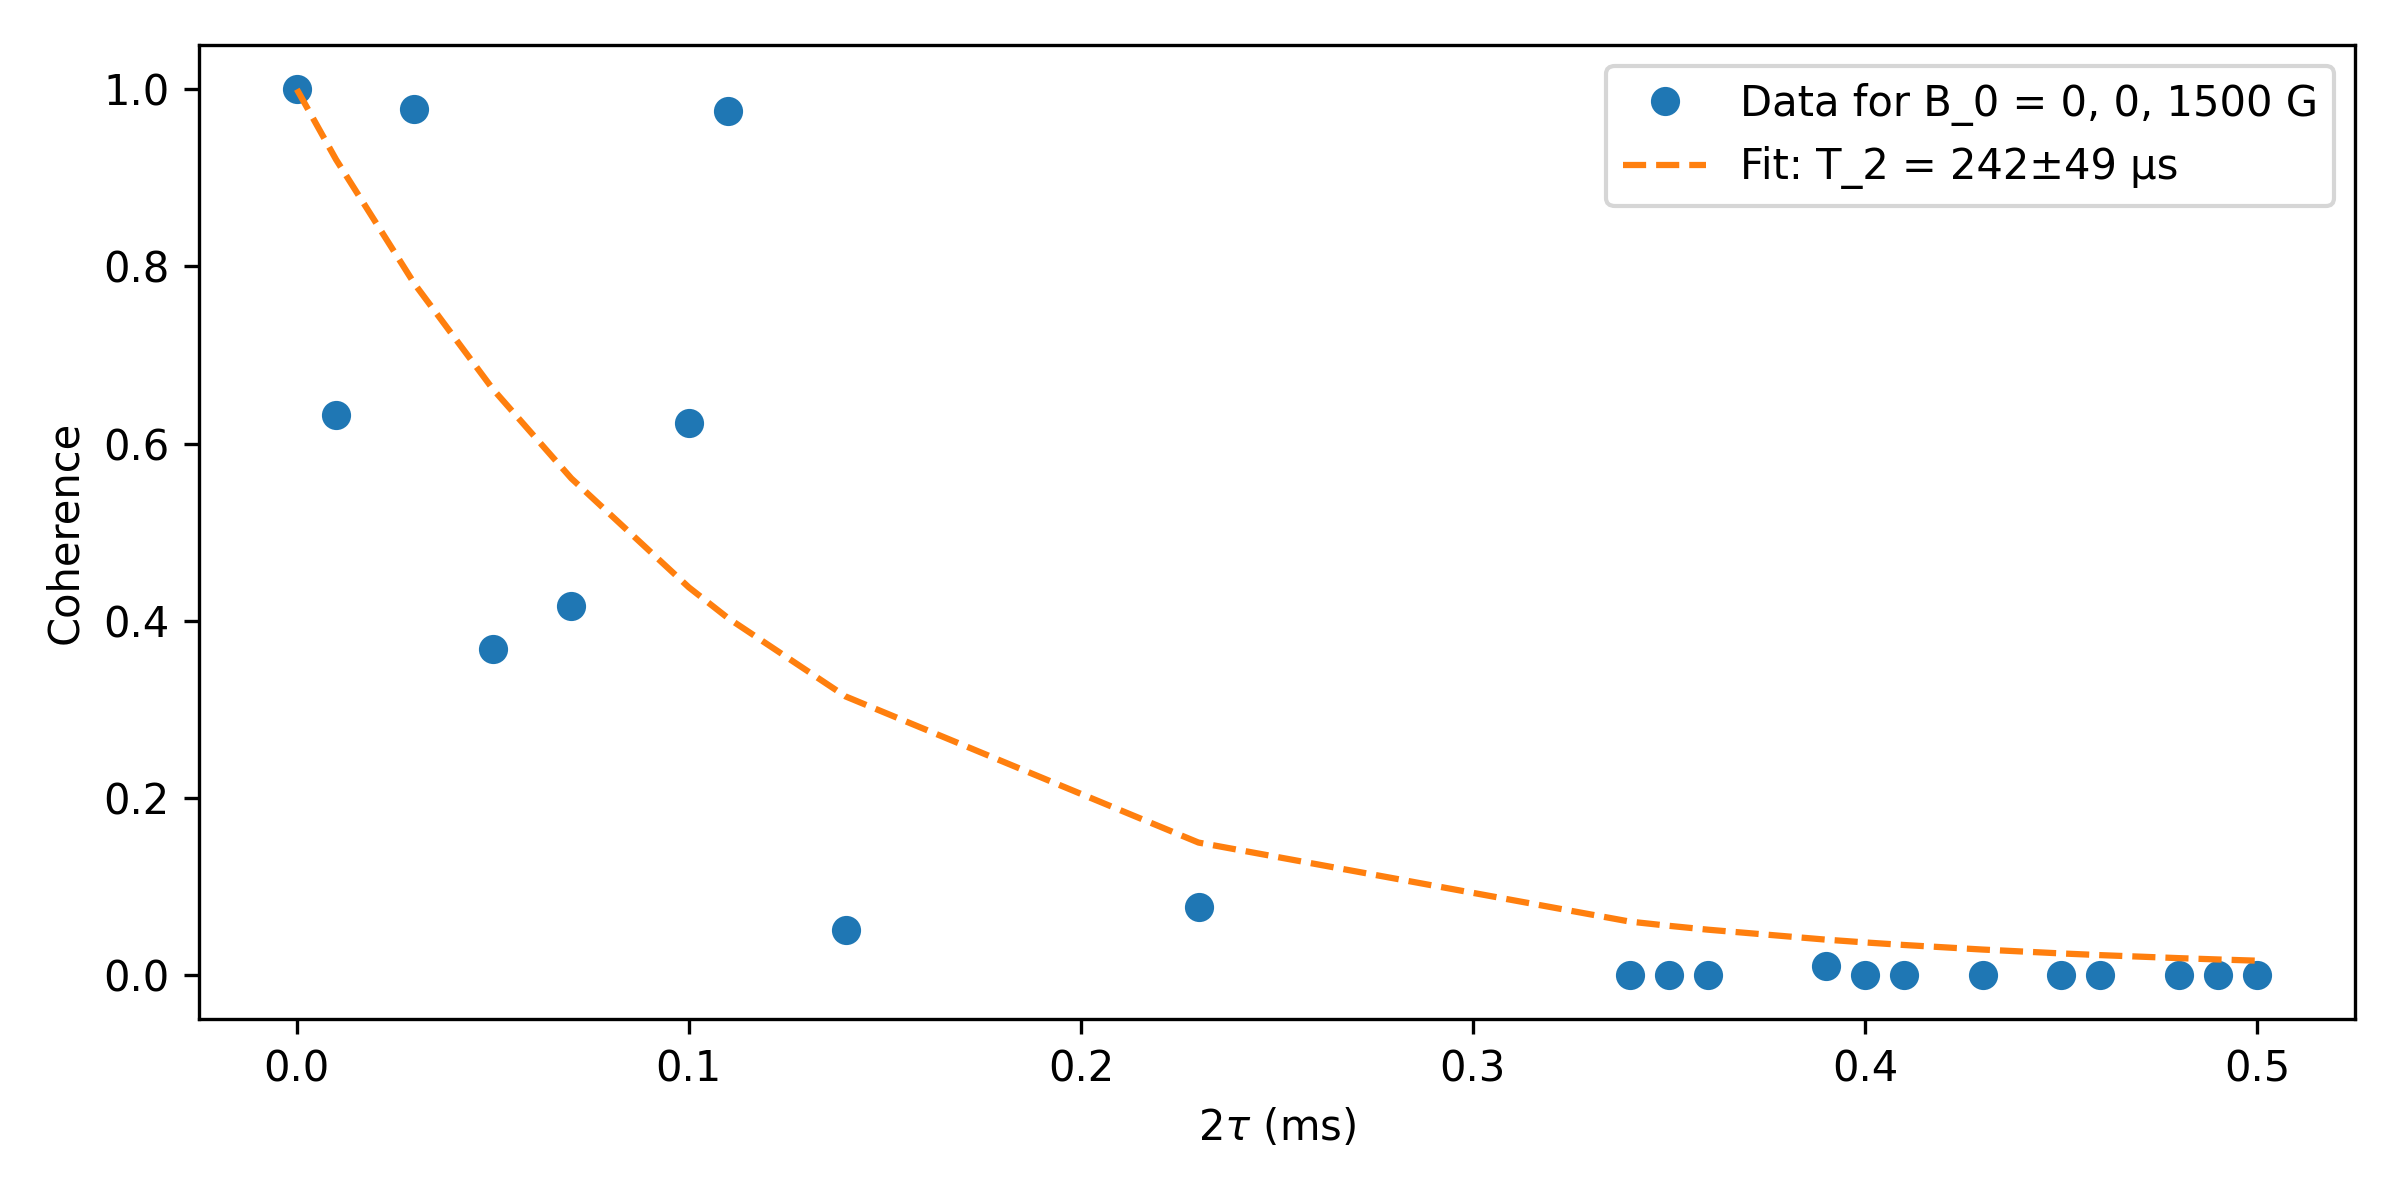 Data for B_0 = 0, 0, 1500 G
Fit: T_2 = 242±49 µs
Coherence
1.0
0.8
0.6
0.4
0.2
0.0
0.0 0.1 0.2 0.3 0.4 0.5
2τ (ms)